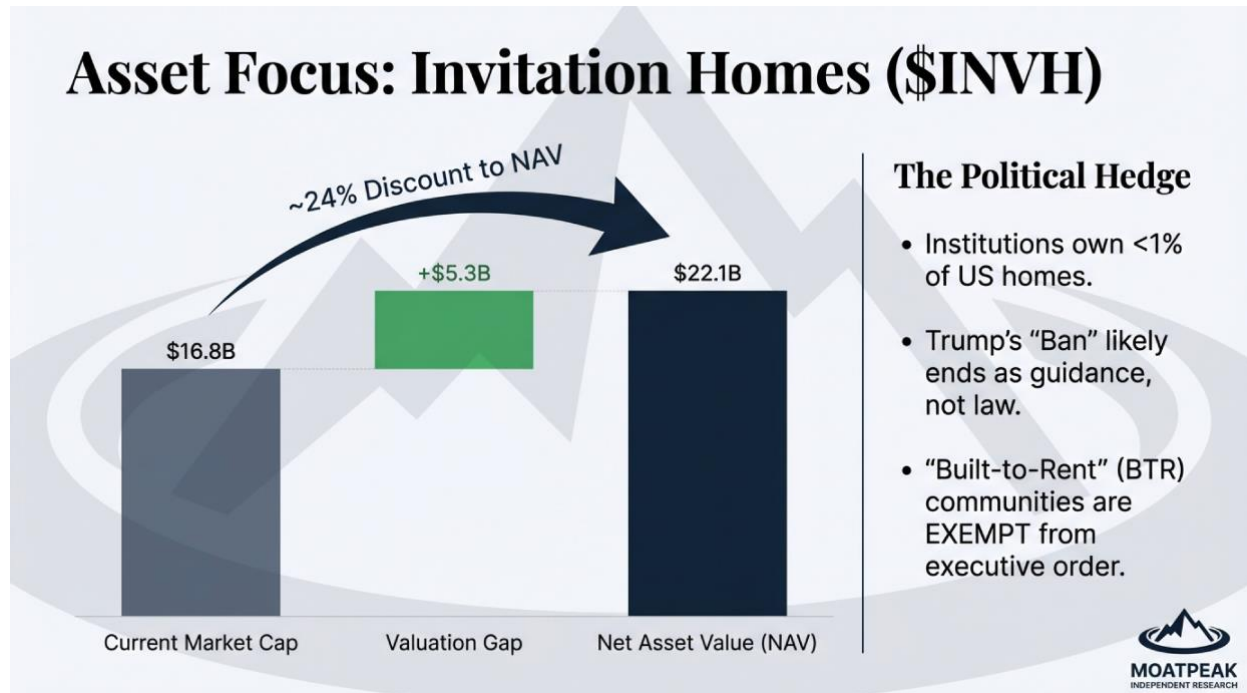 Asset Focus: Invitation Homes ($INVH)
~24% Discount to NAV
+$5.3B
$22.1B
$16.8B
Current Market Cap
Valuation Gap
Net Asset Value (NAV)
The Political Hedge
• Institutions own <1%
of US homes.
• Trump’s “Ban” likely
ends as guidance,
not law.
• “Built-to-Rent” (BTR)
communities are
EXEMPT from
executive order.
MOATPEAK
INDEPENDENT RESEARCH